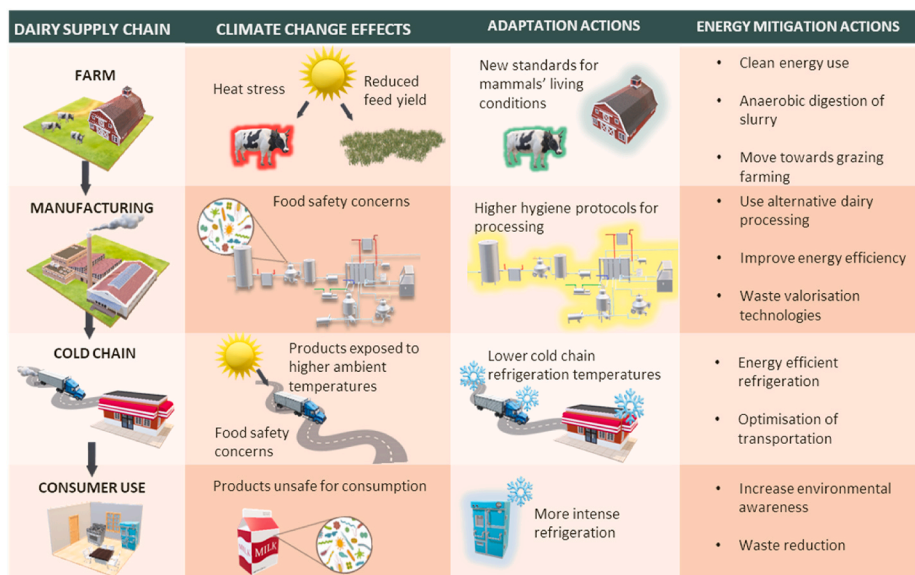 DAIRY SUPPLY CHAIN
CLIMATE CHANGE EFFECTS
ADAPTATION ACTIONS
ENERGY MITIGATION ACTIONS
FARM
Heat stress
Reduced
feed yield
New standards for
mammals' living
conditions
• Clean energy use
• Anaerobic digestion of
slurry
• Move towards grazing
farming
MANUFACTURING
Food safety concerns
Higher hygiene protocols for
processing
• Use alternative dairy
processing
• Improve energy efficiency
• Waste valorisation
technologies
COLD CHAIN
Products exposed to
higher ambient
temperatures
Food safety
concerns
Lower cold chain
refrigeration temperatures
• Energy efficient
refrigeration
• Optimisation of
transportation
CONSUMER USE
Products unsafe for consumption
MILK
More intense
refrigeration
• Increase environmental
awareness
• Waste reduction